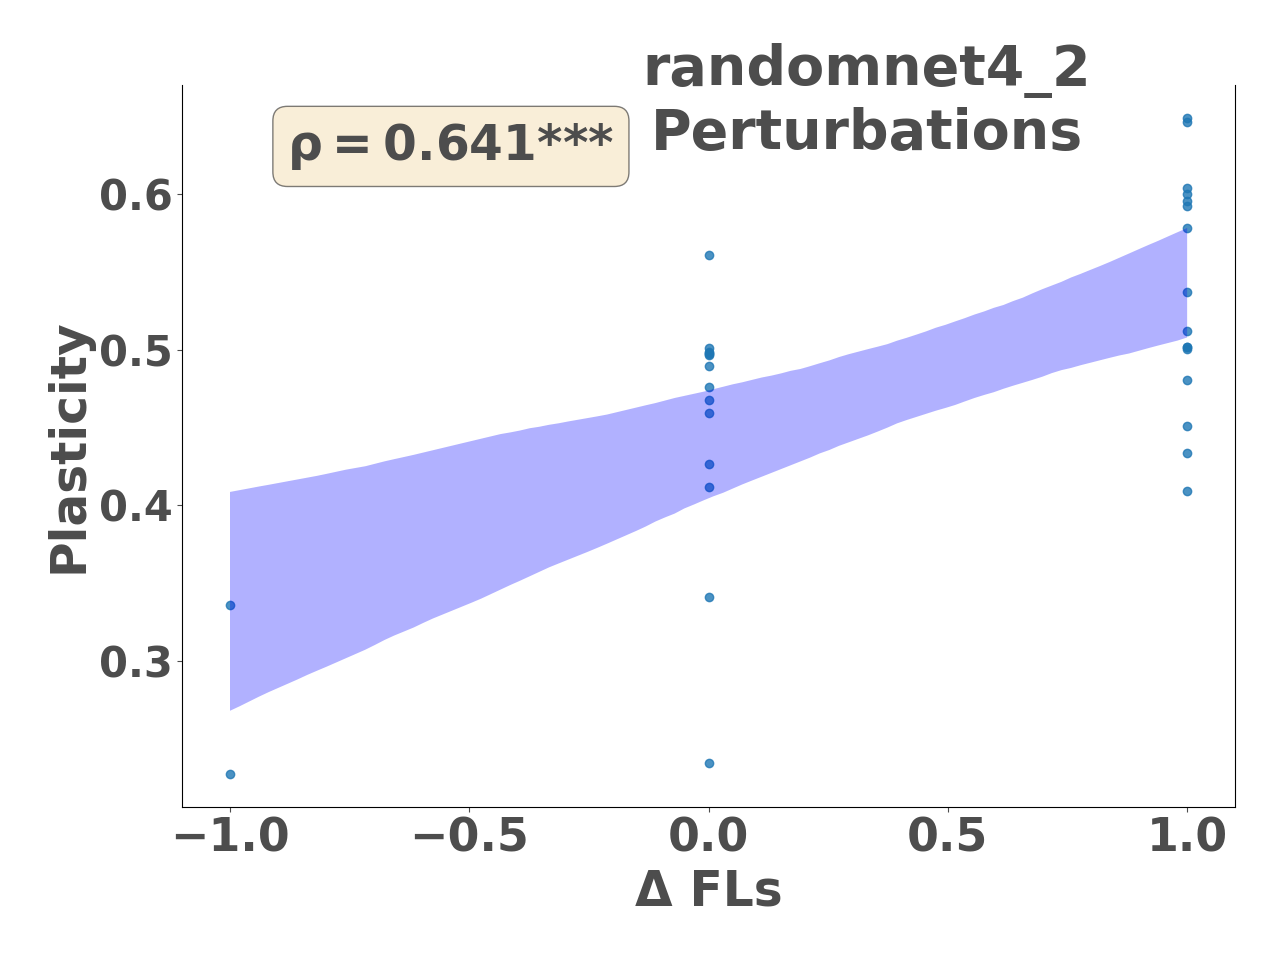 randomnet4_2
Perturbations
ρ = 0.641***
Plasticity
0.6
0.5
0.4
0.3
−1.0 −0.5 0.0 0.5 1.0
Δ FLs